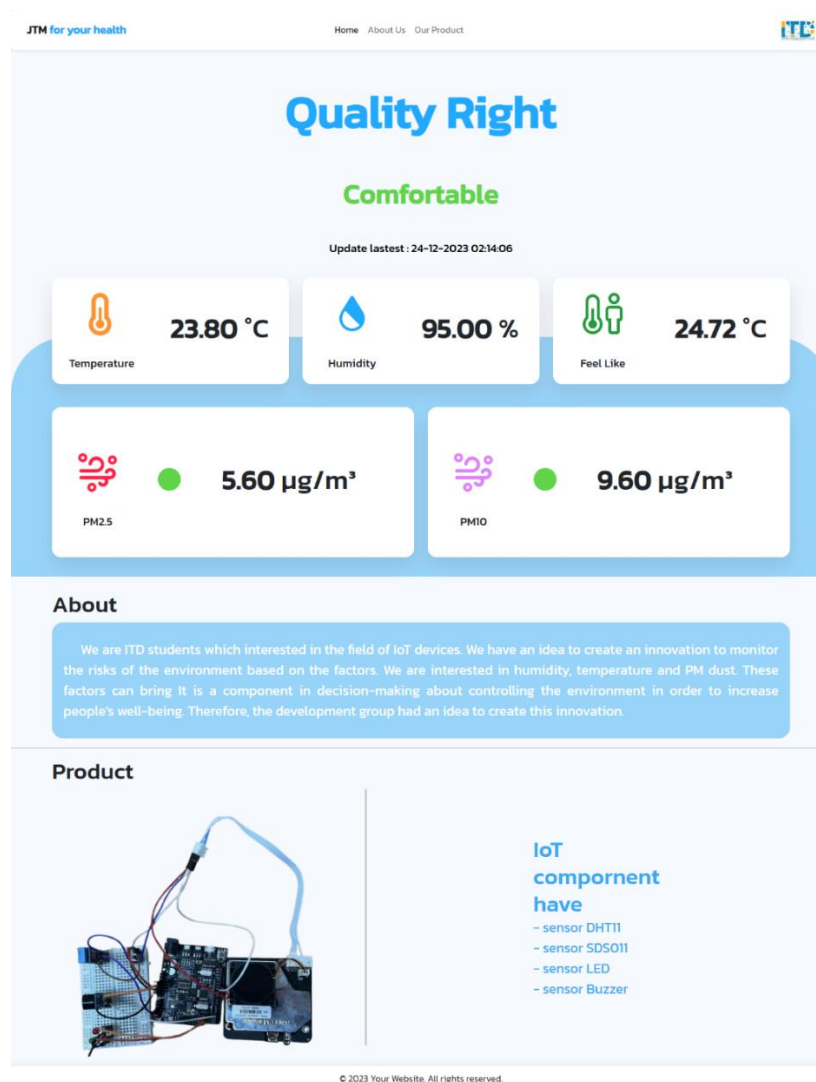 JTM for your health
Home About Us Our Product
ITD
Quality Right
Comfortable
Update lastest : 24-12-2023 02:14:06
23.80 °C
Temperature
95.00 %
Humidity
24.72 °C
Feel Like
5.60 µg/m³
PM2.5
9.60 µg/m³
PM10
About
We are ITD students which interested in the field of IoT devices. We have an idea to create an innovation to monitor
the risks of the environment based on the factors. We are interested in humidity, temperature and PM dust. These
factors can bring It is a component in decision-making about controlling the environment in order to increase
people's well-being. Therefore, the development group had an idea to create this innovation.
Product
IoT
compornent
have
- sensor DHT11
- sensor SDS011
- sensor LED
- sensor Buzzer
© 2023 Your Website. All rights reserved.